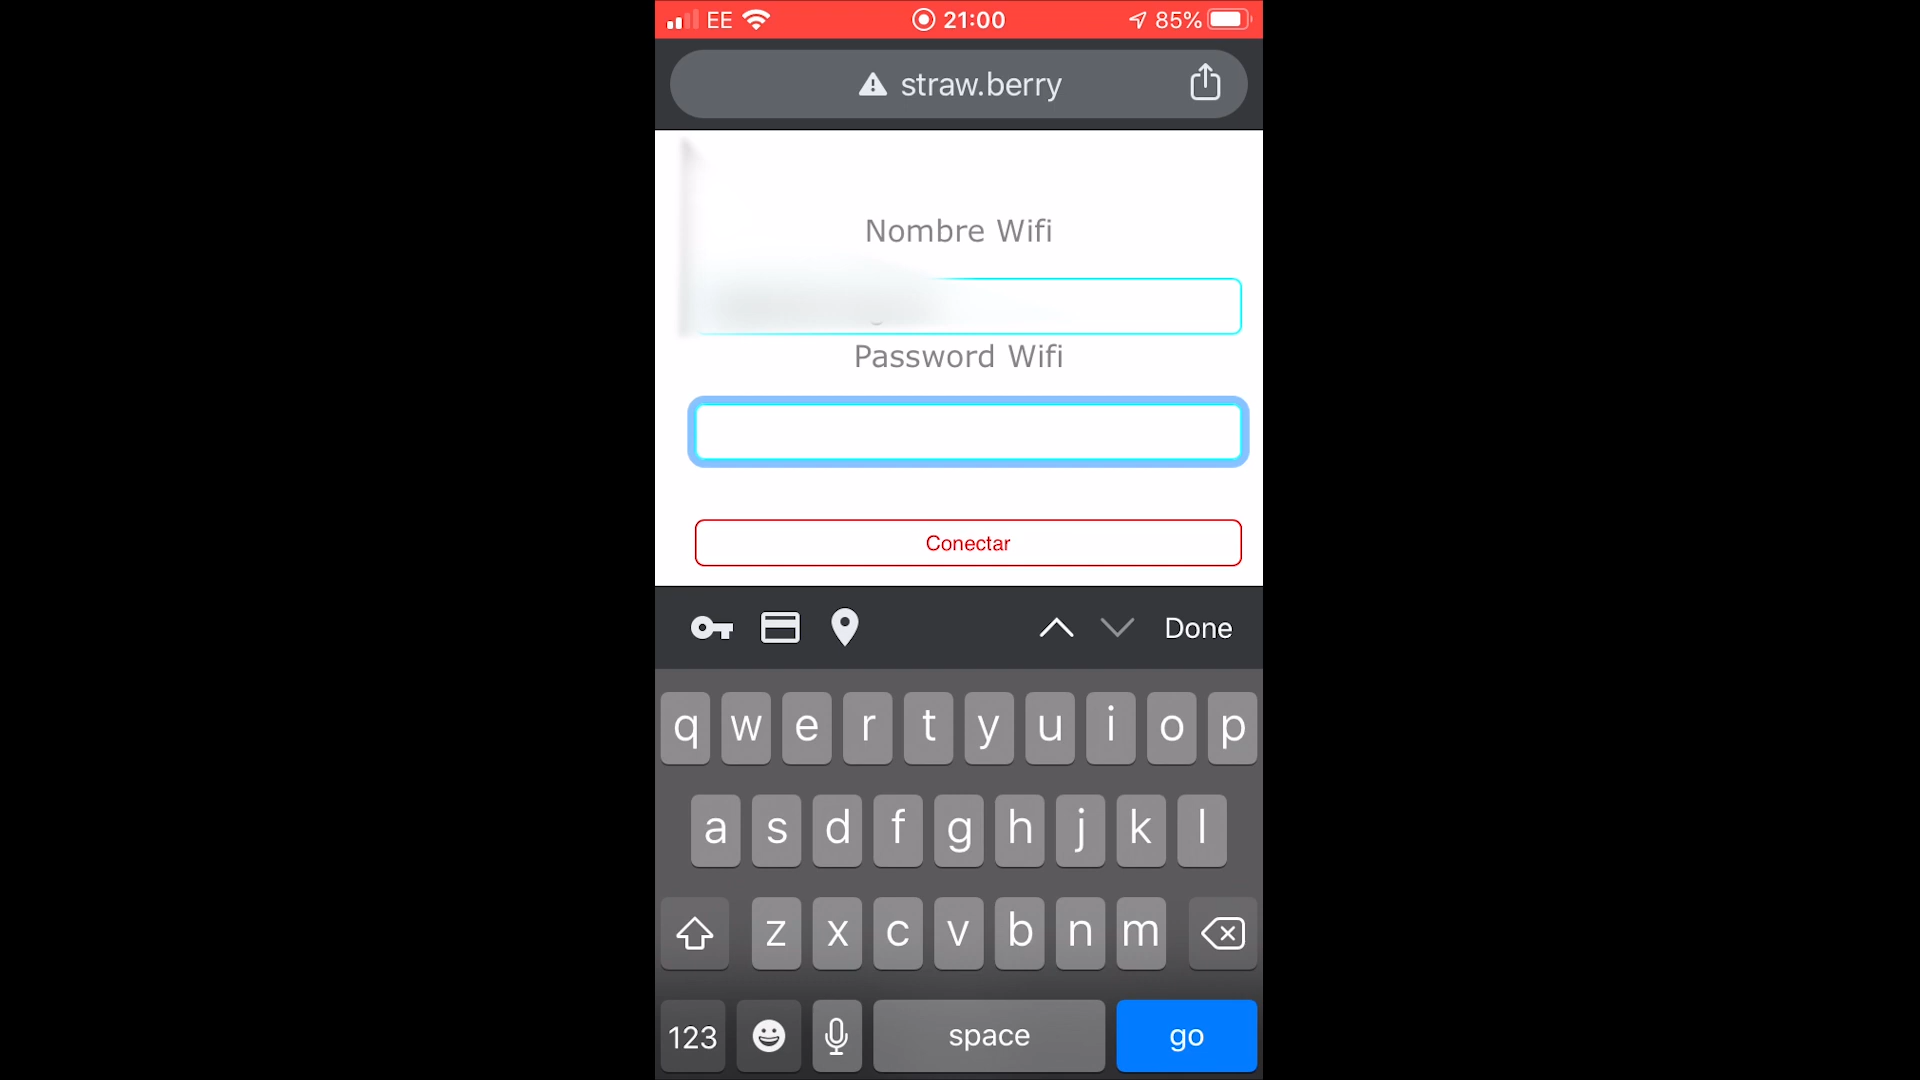 EE 21:00 85%
straw.berry
Nombre Wifi
Password Wifi
Conectar
Done
q w e r t y u i o p
a s d f g h j k l
z x c v b n m
123 space go